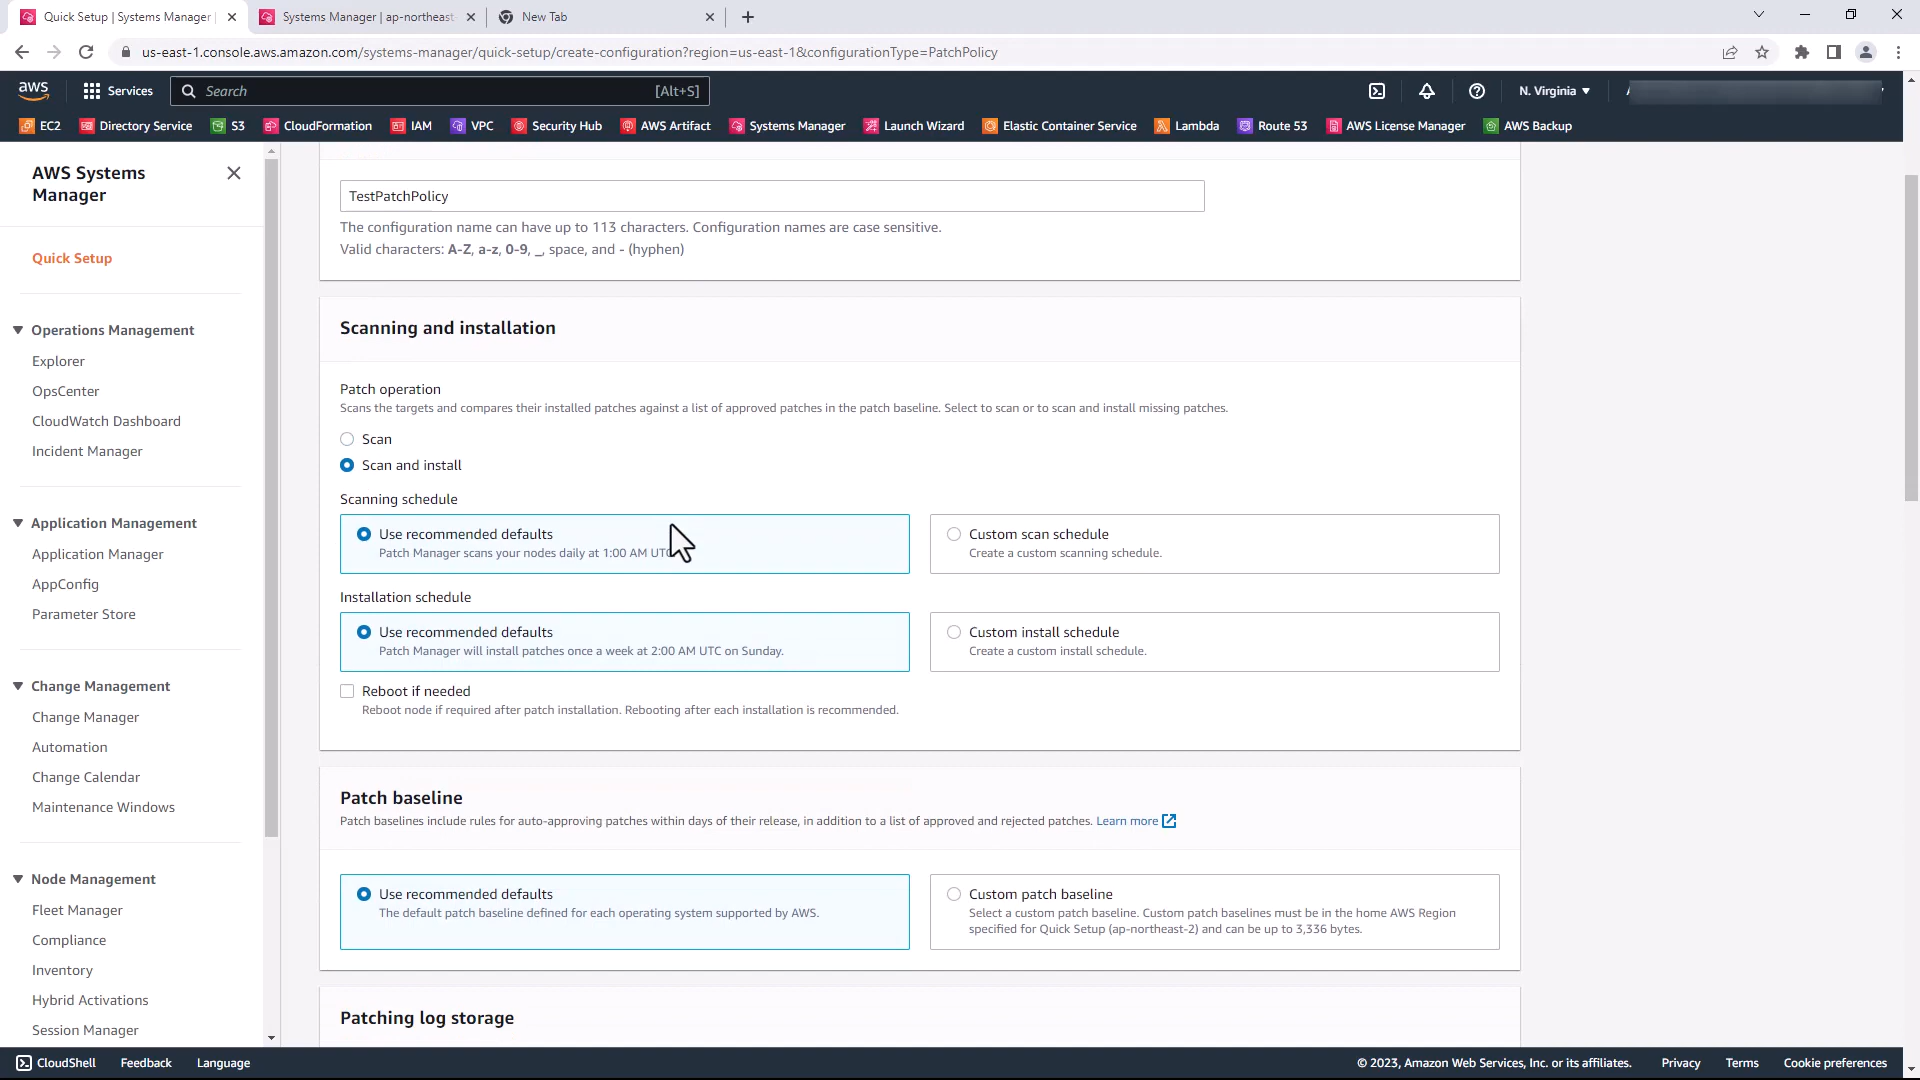 Quick Setup | Systems Manager
Systems Manager | ap-northeast
New Tab
us-east-1.console.aws.amazon.com/systems-manager/quick-setup/create-configuration?region=us-east-1&configurationType=PatchPolicy
aws
Services
Search
[Alt+S]
N. Virginia
EC2
Directory Service
S3
CloudFormation
IAM
VPC
Security Hub
AWS Artifact
Systems Manager
Launch Wizard
Elastic Container Service
Lambda
Route 53
AWS License Manager
AWS Backup
AWS Systems
Manager
Quick Setup
Operations Management
Explorer
OpsCenter
CloudWatch Dashboard
Incident Manager
Application Management
Application Manager
AppConfig
Parameter Store
Change Management
Change Manager
Automation
Change Calendar
Maintenance Windows
Node Management
Fleet Manager
Compliance
Inventory
Hybrid Activations
Session Manager
TestPatchPolicy
The configuration name can have up to 113 characters. Configuration names are case sensitive.
Valid characters: A-Z, a-z, 0-9, _, space, and - (hyphen)
Scanning and installation
Patch operation
Scans the targets and compares their installed patches against a list of approved patches in the patch baseline. Select to scan or to scan and install missing patches.
Scan
Scan and install
Scanning schedule
Use recommended defaults
Patch Manager scans your nodes daily at 1:00 AM UTC
Custom scan schedule
Create a custom scanning schedule.
Installation schedule
Use recommended defaults
Patch Manager will install patches once a week at 2:00 AM UTC on Sunday.
Custom install schedule
Create a custom install schedule.
Reboot if needed
Reboot node if required after patch installation. Rebooting after each installation is recommended.
Patch baseline
Patch baselines include rules for auto-approving patches within days of their release, in addition to a list of approved and rejected patches. Learn more
Use recommended defaults
The default patch baseline defined for each operating system supported by AWS.
Custom patch baseline
Select a custom patch baseline. Custom patch baselines must be in the home AWS Region
specified for Quick Setup (ap-northeast-2) and can be up to 3,336 bytes.
Patching log storage
CloudShell
Feedback
Language
© 2023, Amazon Web Services, Inc. or its affiliates.
Privacy
Terms
Cookie preferences